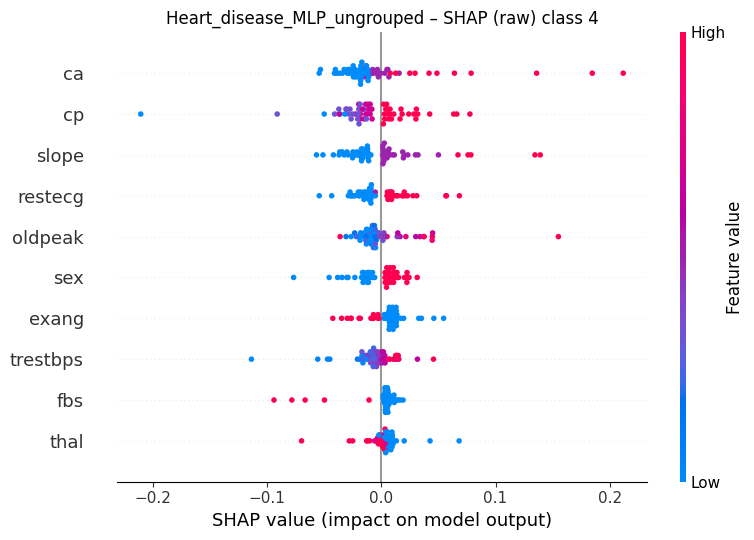 Heart_disease_MLP_ungrouped – SHAP (raw) class 4
High
ca
cp
slope
restecg
oldpeak
sex
exang
trestbps
fbs
thal
Feature value
Low
−0.2 −0.1 0.0 0.1 0.2
SHAP value (impact on model output)